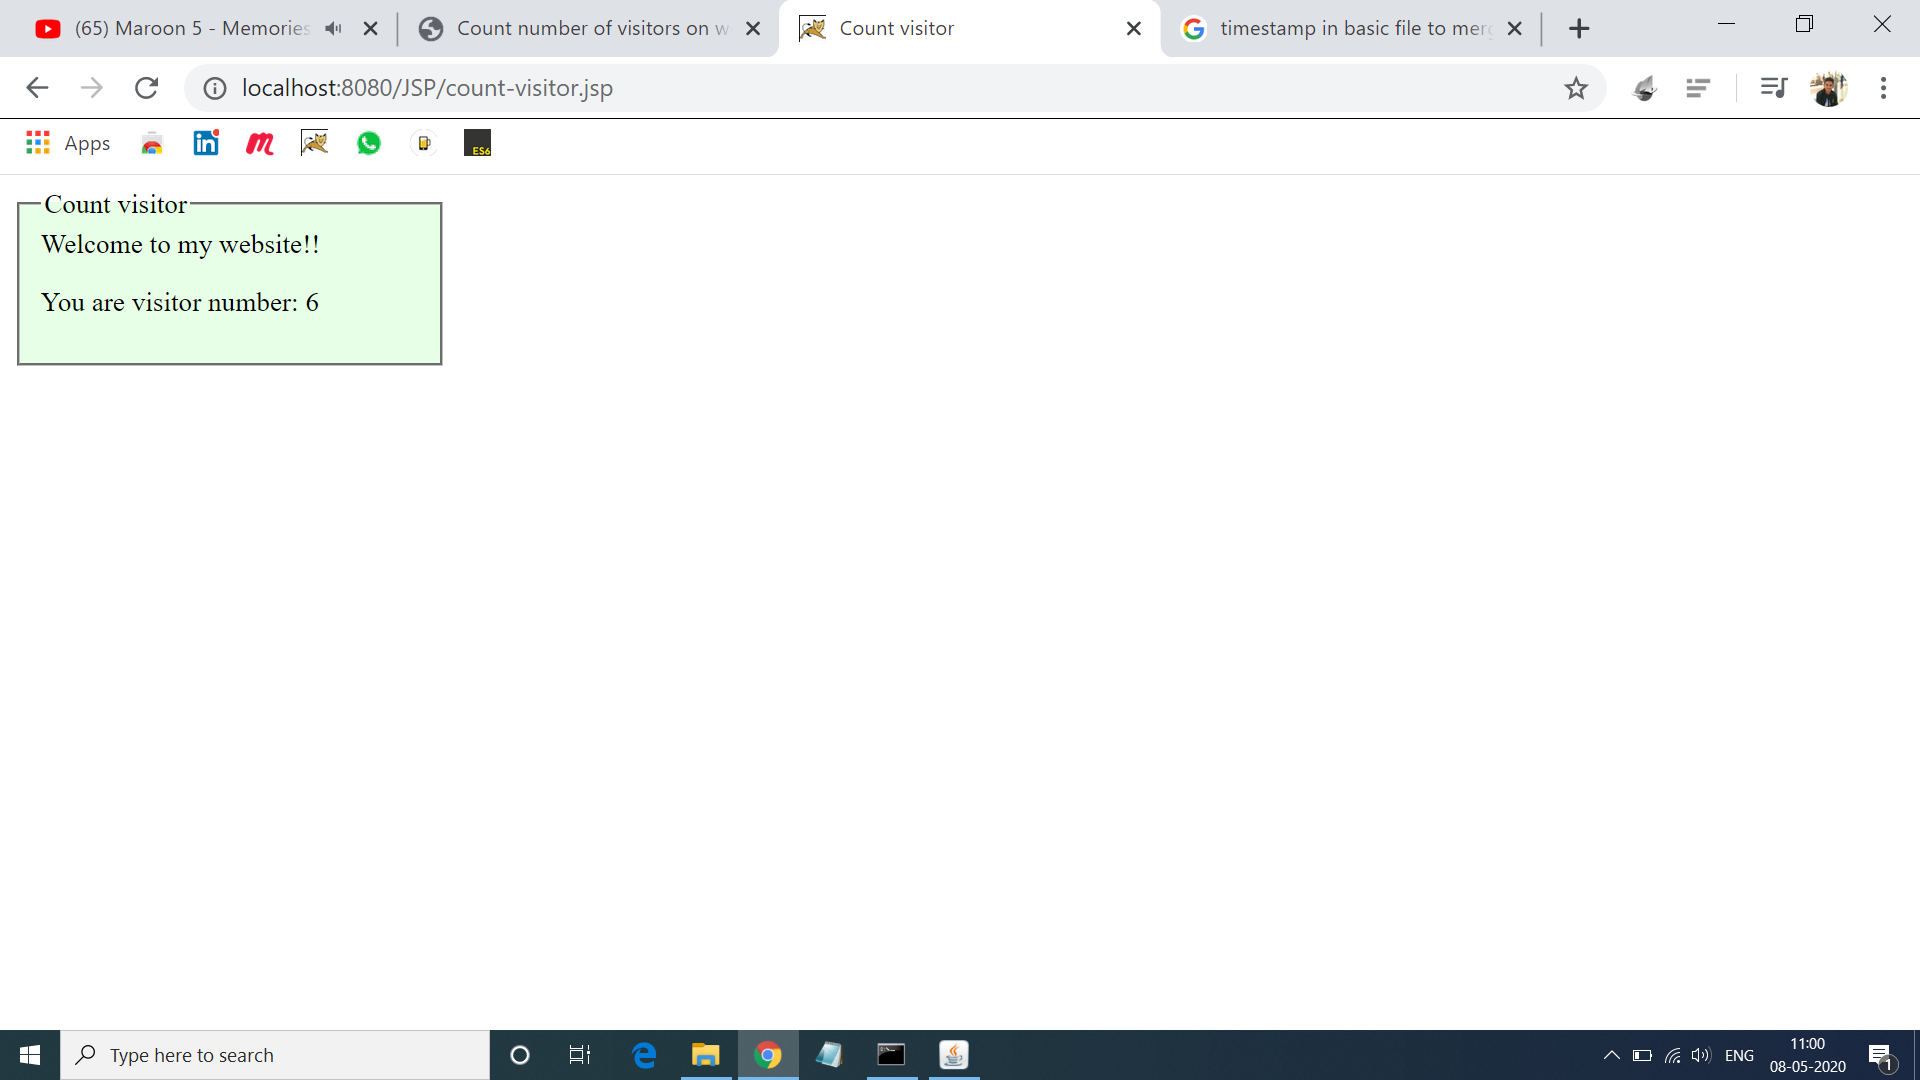 (65) Maroon 5 - Memories
Count number of visitors on w
Count visitor
timestamp in basic file to merg
localhost:8080/JSP/count-visitor.jsp
Apps
in
m
ES6
Count visitor
Welcome to my website!!
You are visitor number: 6
Type here to search
ENG
11:00
08-05-2020
1